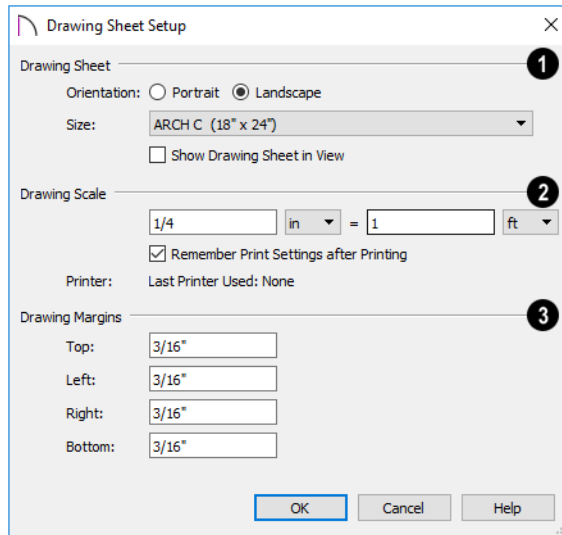 Drawing Sheet Setup
Drawing Sheet 1
Orientation: Portrait Landscape
Size: ARCH C (18" x 24")
Show Drawing Sheet in View
Drawing Scale 2
1/4 in = 1 ft
Remember Print Settings after Printing
Printer: Last Printer Used: None
Drawing Margins 3
Top: 3/16"
Left: 3/16"
Right: 3/16"
Bottom: 3/16"
OK Cancel Help